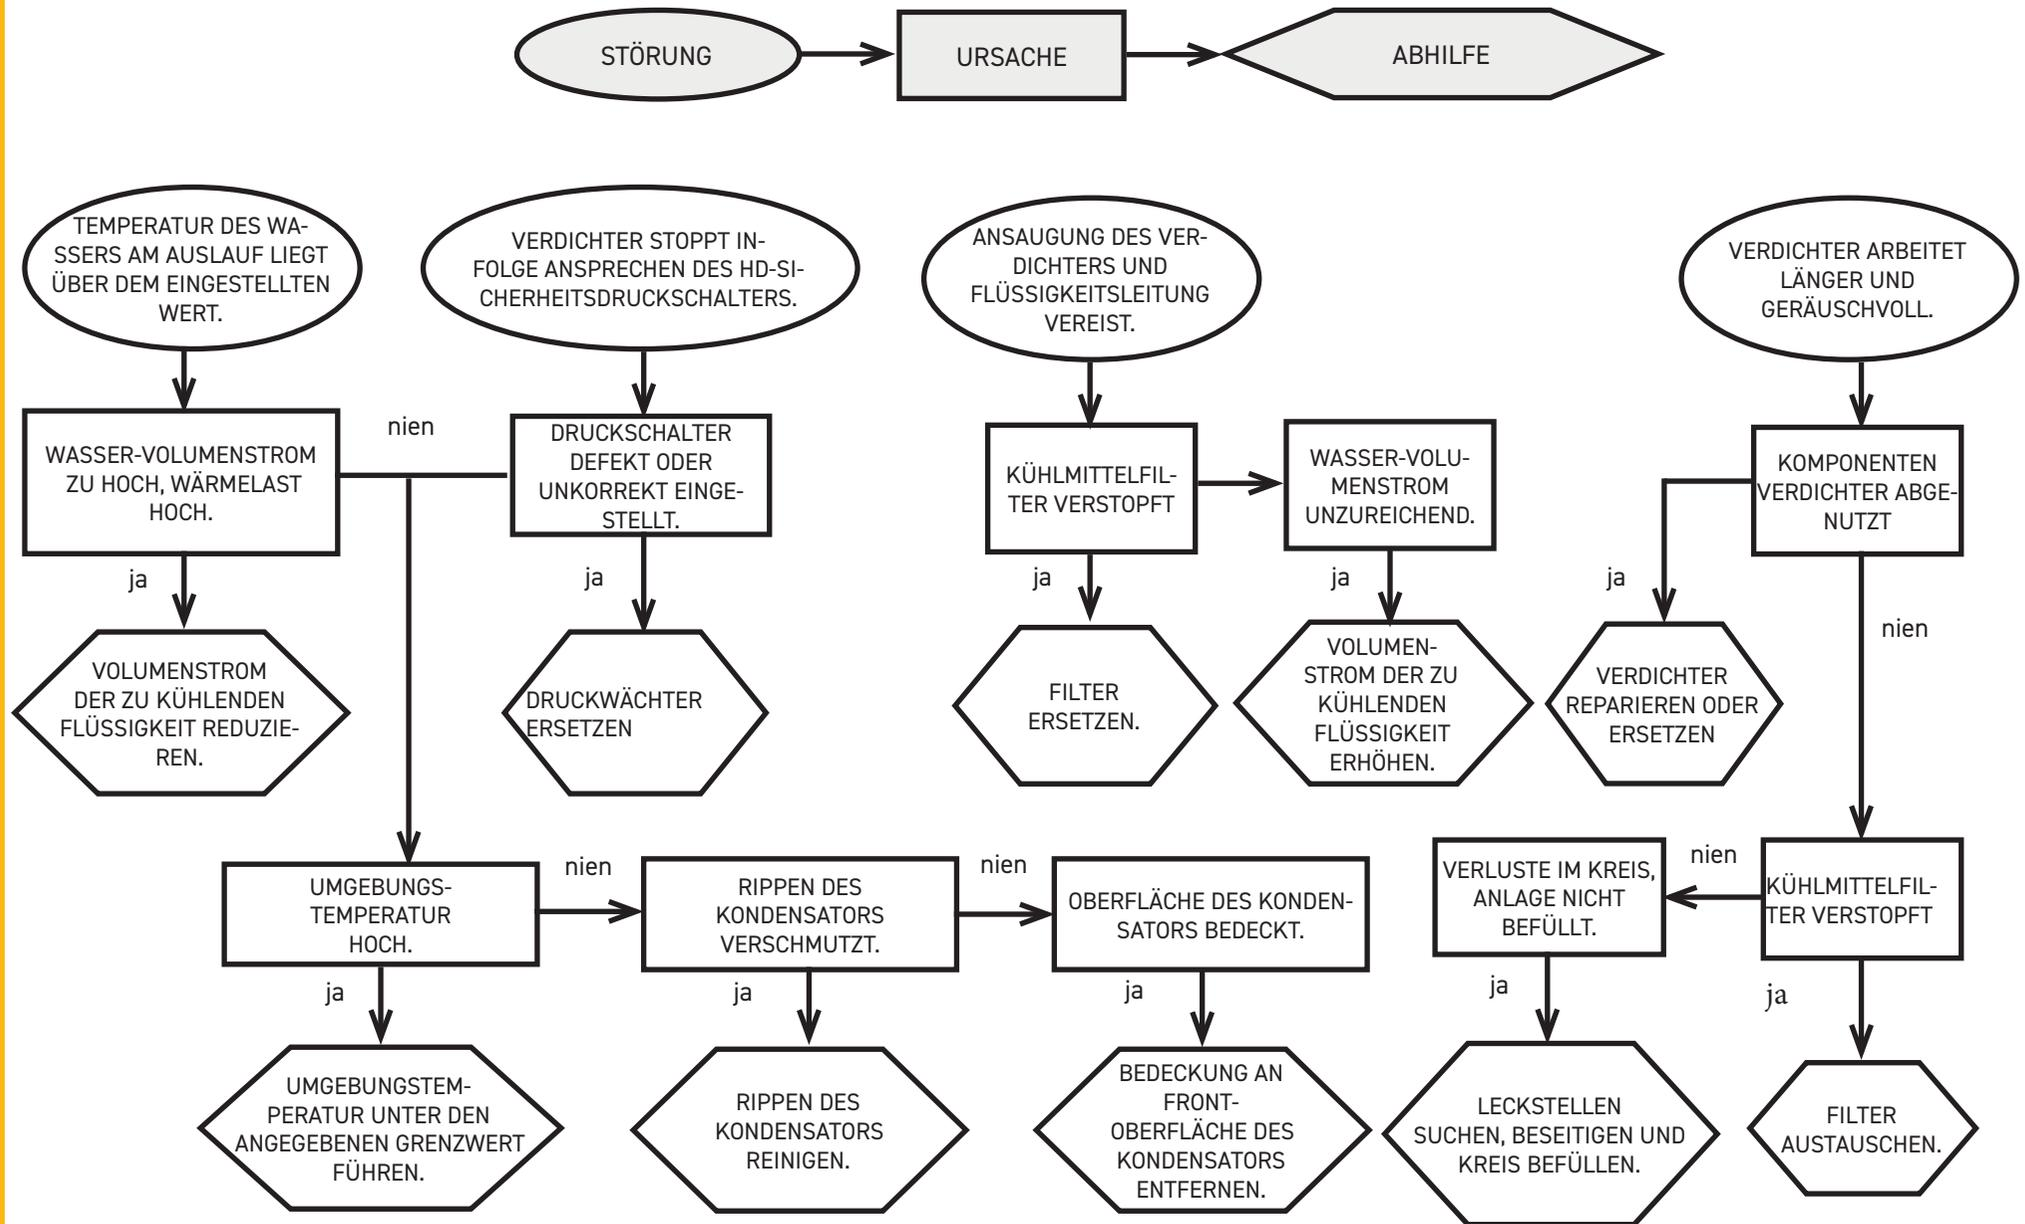 STÖRUNG
URSACHE
ABHILFE
TEMPERATUR DES WA-
SSERS AM AUSLAUF LIEGT
ÜBER DEM EINGESTELLTEN
WERT.
VERDICHTER STOPPT IN-
FOLGE ANSPRECHEN DES HD-SI-
CHERHEITSDRUCKSCHALTERS.
ANSAUGUNG DES VER-
DICHTERS UND
FLÜSSIGKEITSLEITUNG
VEREIST.
VERDICHTER ARBEITET
LÄNGER UND
GERÄUSCHVOLL.
WASSER-VOLUMENSTROM
ZU HOCH, WÄRMELAST
HOCH.
nien
DRUCKSCHALTER
DEFEKT ODER
UNKORREKT EINGE-
STELLT.
KÜHLMITTELFIL-
TER VERSTOPFT
WASSER-VOLU-
MENSTROM
UNZUREICHEND.
KOMPONENTEN
VERDICHTER ABGE-
NUTZT
ja
ja
ja
ja
ja
nien
VOLUMENSTROM
DER ZU KÜHLENDEN
FLÜSSIGKEIT REDUZIE-
REN.
DRUCKWÄCHTER
ERSETZEN
FILTER
ERSETZEN.
VOLUMEN-
STROM DER ZU
KÜHLENDEN
FLÜSSIGKEIT
ERHÖHEN.
VERDICHTER
REPARIEREN ODER
ERSETZEN
UMGEBUNGS-
TEMPERATUR
HOCH.
nien
RIPPEN DES
KONDENSATORS
VERSCHMUTZT.
nien
OBERFLÄCHE DES KONDEN-
SATORS BEDECKT.
VERLUSTE IM KREIS,
ANLAGE NICHT
BEFÜLLT.
nien
KÜHLMITTELFIL-
TER VERSTOPFT
ja
ja
ja
ja
ja
UMGEBUNGSTEM-
PERATUR UNTER DEN
ANGEGEBENEN GRENZWERT
FÜHREN.
RIPPEN DES
KONDENSATORS
REINIGEN.
BEDECKUNG AN
FRONT-
OBERFLÄCHE DES
KONDENSATORS
ENTFERNEN.
LECKSTELLEN
SUCHEN, BESEITIGEN UND
KREIS BEFÜLLEN.
FILTER
AUSTAUSCHEN.